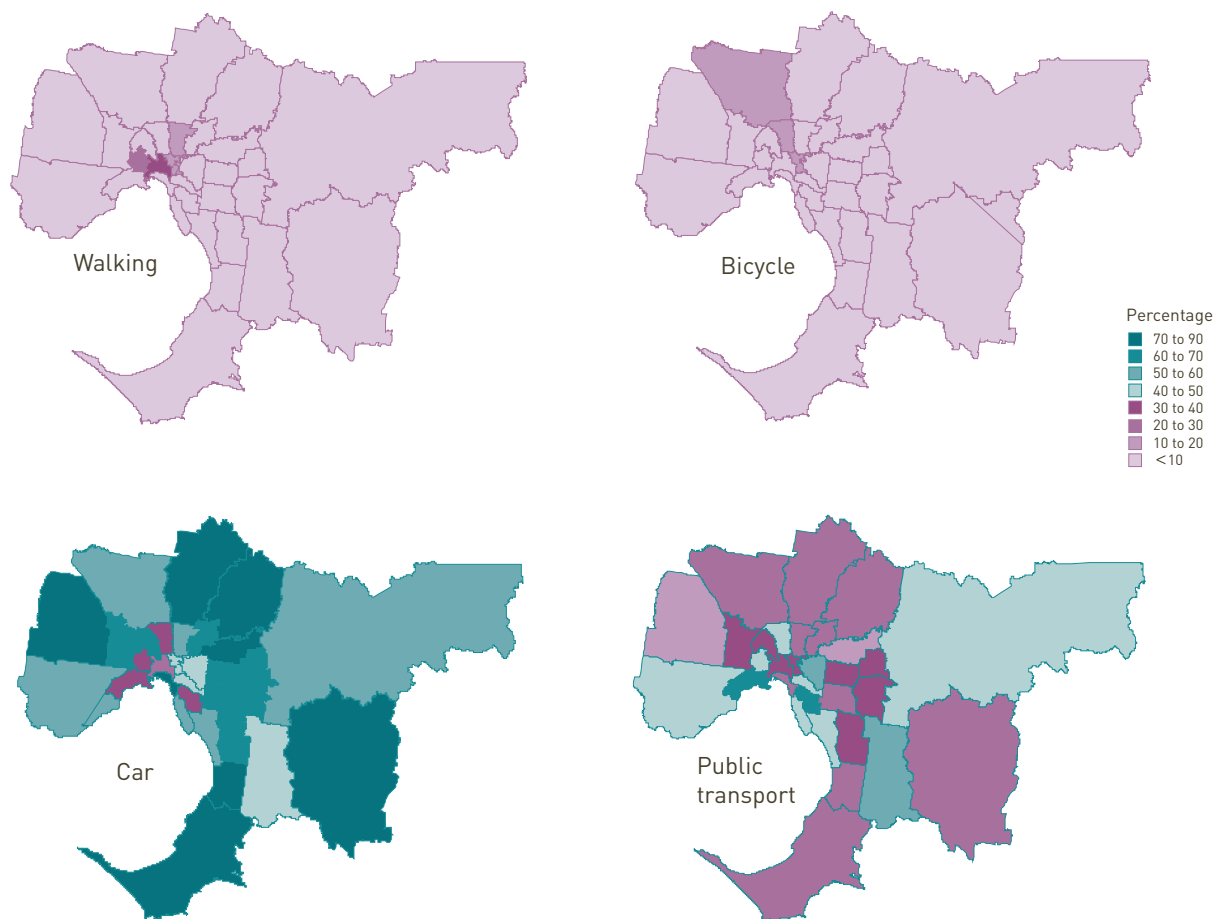 Walking
Bicycle
Percentage
70 to 90
60 to 70
50 to 60
40 to 50
30 to 40
20 to 30
10 to 20
<10
Car
Public
transport